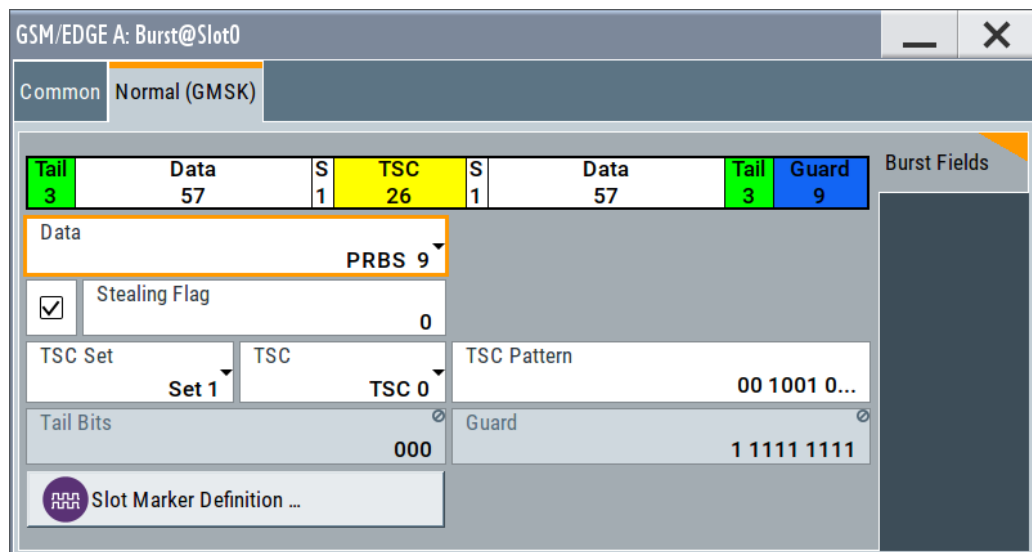 GSM/EDGE A: Burst@Slot0
Common Normal (GMSK)
Tail Data S TSC S Data Tail Guard
3 57 1 26 1 57 3 9
Burst Fields
Data
PRBS 9
Stealing Flag
0
TSC Set TSC TSC Pattern
Set 1 TSC 0 00 1001 0...
Tail Bits Guard
000 1 1111 1111
Slot Marker Definition ...